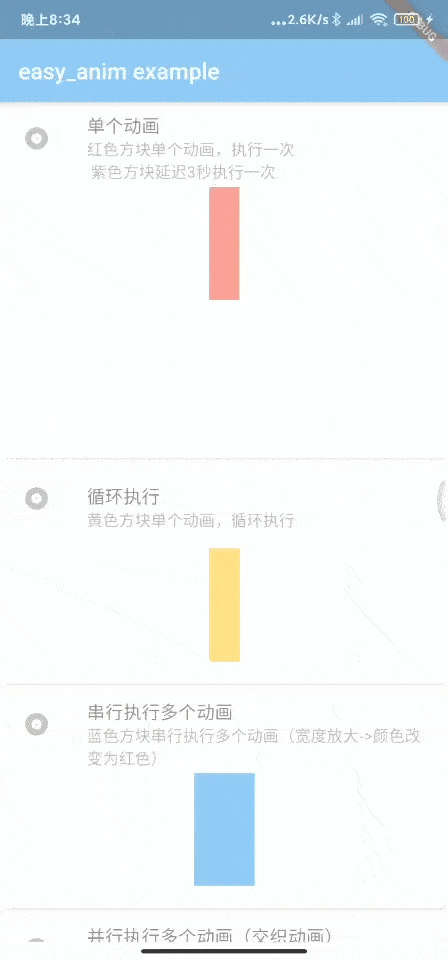 晚上8:34
...2.6K/s
100
BUG
easy_anim example
单个动画
红色方块单个动画，执行一次
紫色方块延迟3秒执行一次
循环执行
黄色方块单个动画，循环执行
串行执行多个动画
蓝色方块串行执行多个动画（宽度放大->颜色改
变为红色）
并行执行多个动画（交织动画）